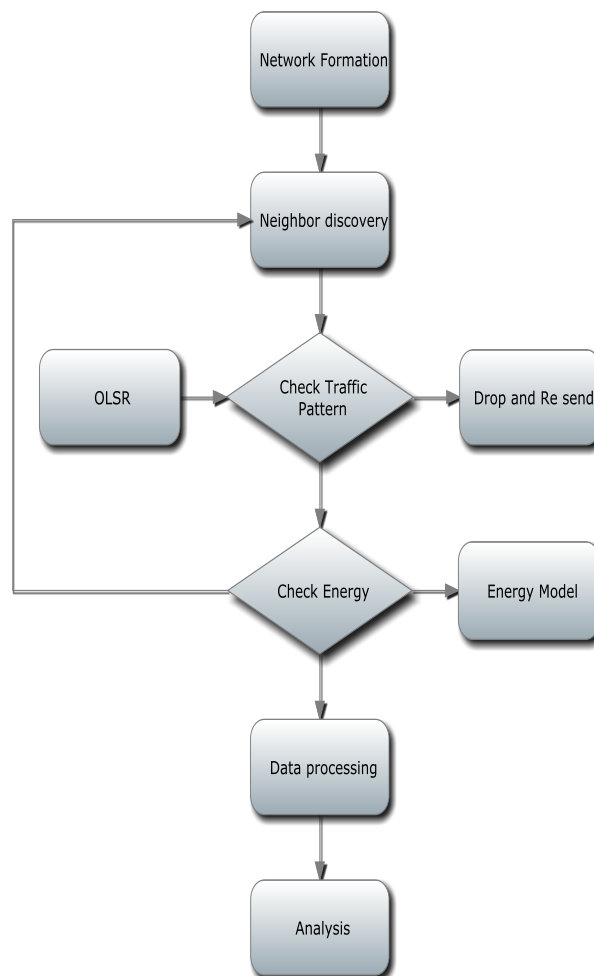 Network Formation
Neighbor discovery
OLSR
Check Traffic
Pattern
Drop and Re send
Check Energy
Energy Model
Data processing
Analysis